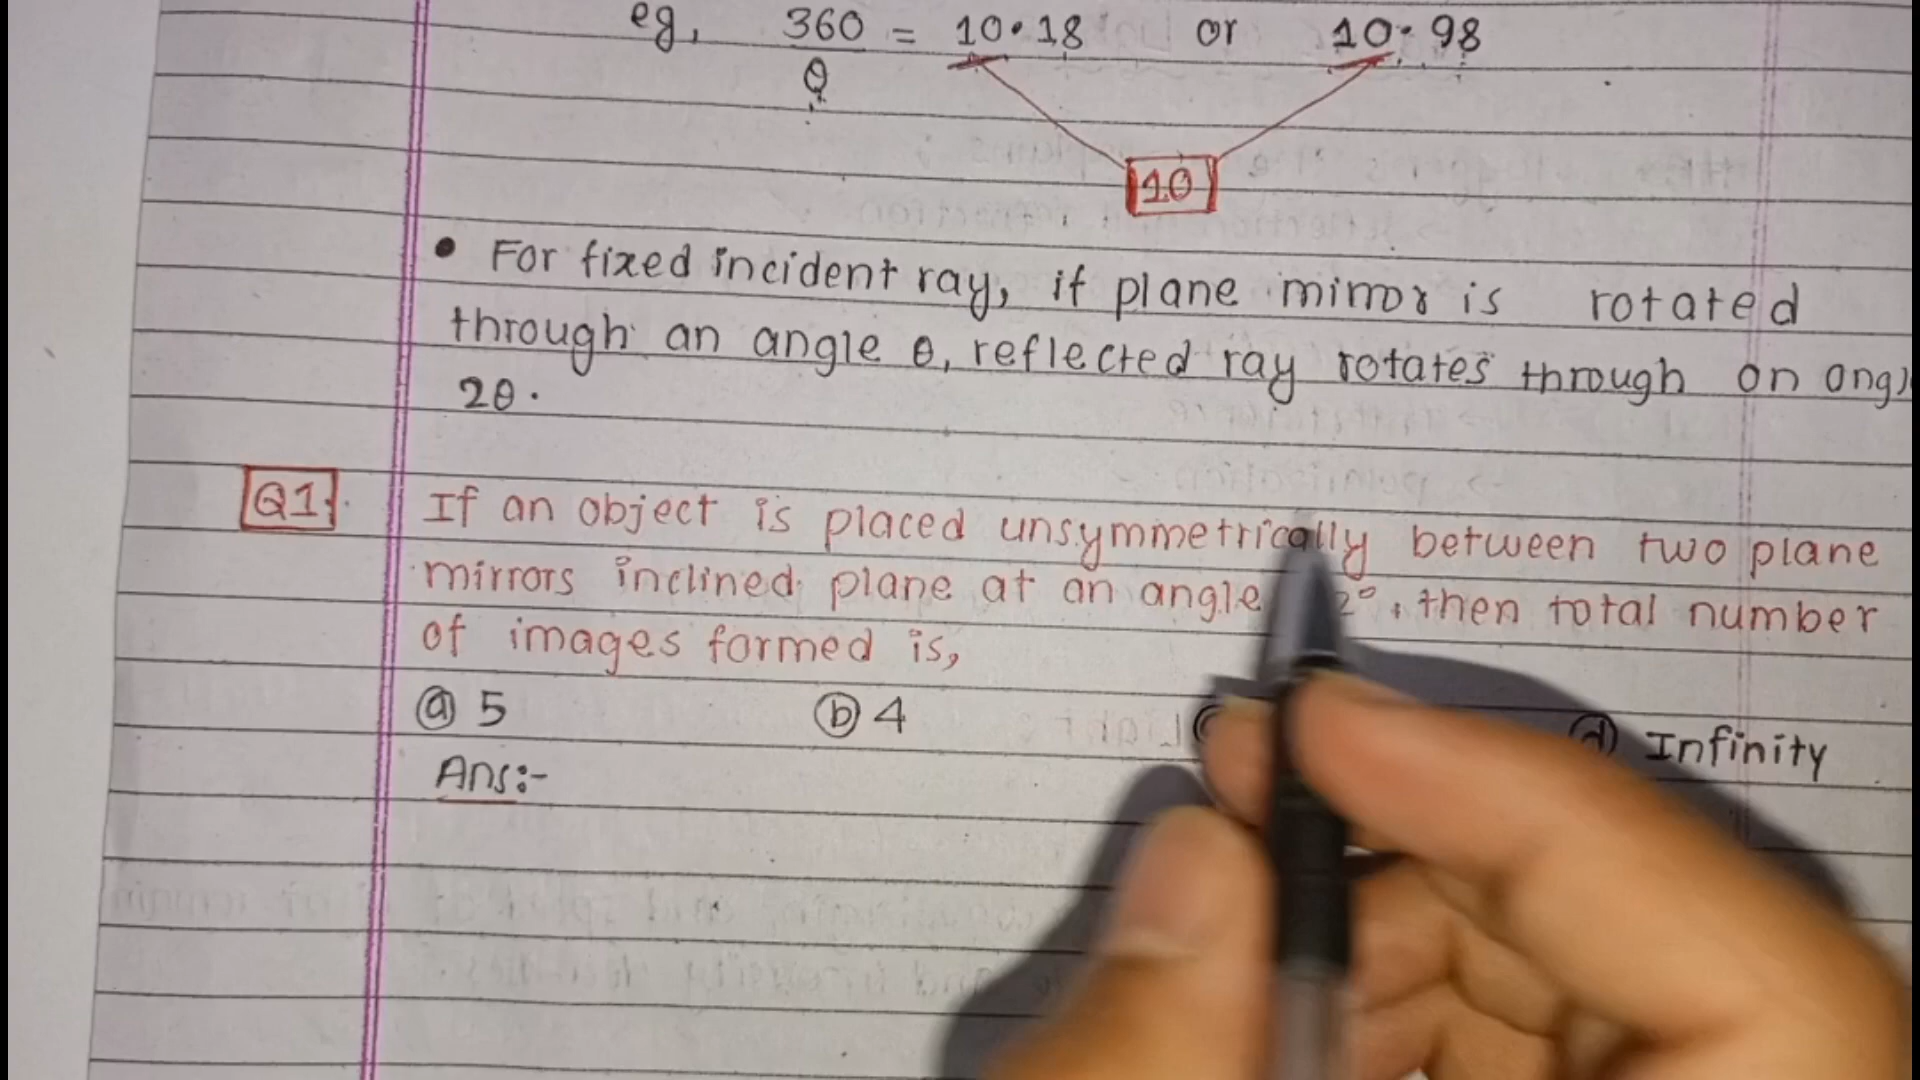 eg, 360/θ = 10.18 or 10.98
10
• For fixed incident ray, if plane mirror is rotated
through an angle θ, reflected ray rotates through an angl
2θ.
Q1. If an object is placed unsymmetrically between two plane
mirrors inclined plane at an angle 2°, then total number
of images formed is,
(a) 5 (b) 4 (d) Infinity
Ans:-